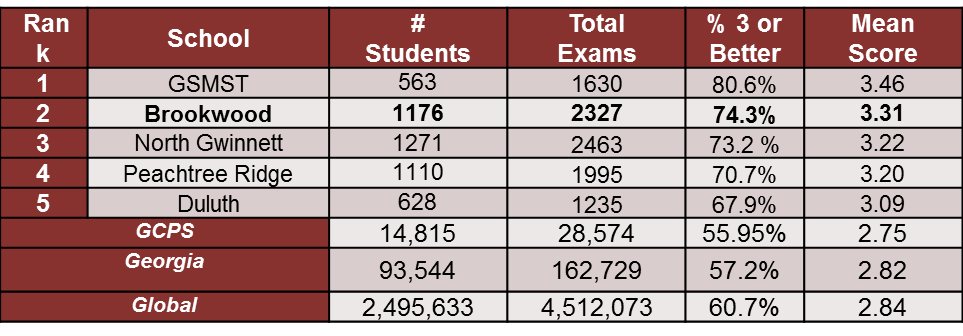 Ran
k School # Students Total Exams % 3 or Better Mean Score
1 GSMST 563 1630 80.6% 3.46
2 Brookwood 1176 2327 74.3% 3.31
3 North Gwinnett 1271 2463 73.2 % 3.22
4 Peachtree Ridge 1110 1995 70.7% 3.20
5 Duluth 628 1235 67.9% 3.09
GCPS 14,815 28,574 55.95% 2.75
Georgia 93,544 162,729 57.2% 2.82
Global 2,495,633 4,512,073 60.7% 2.84